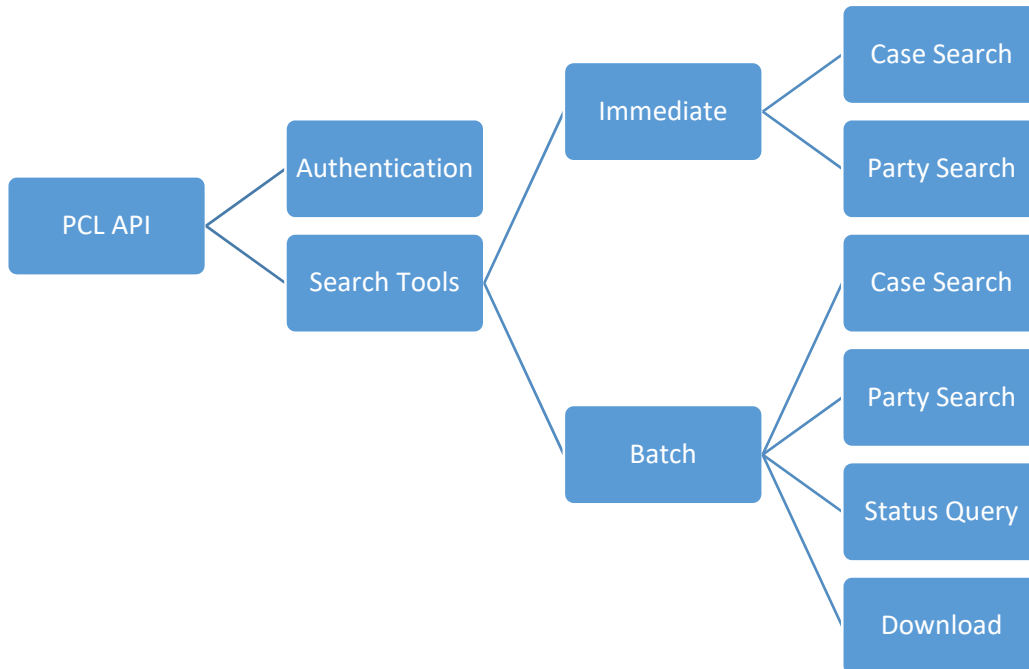 PCL API
Authentication
Search Tools
Immediate
Case Search
Party Search
Batch
Case Search
Party Search
Status Query
Download